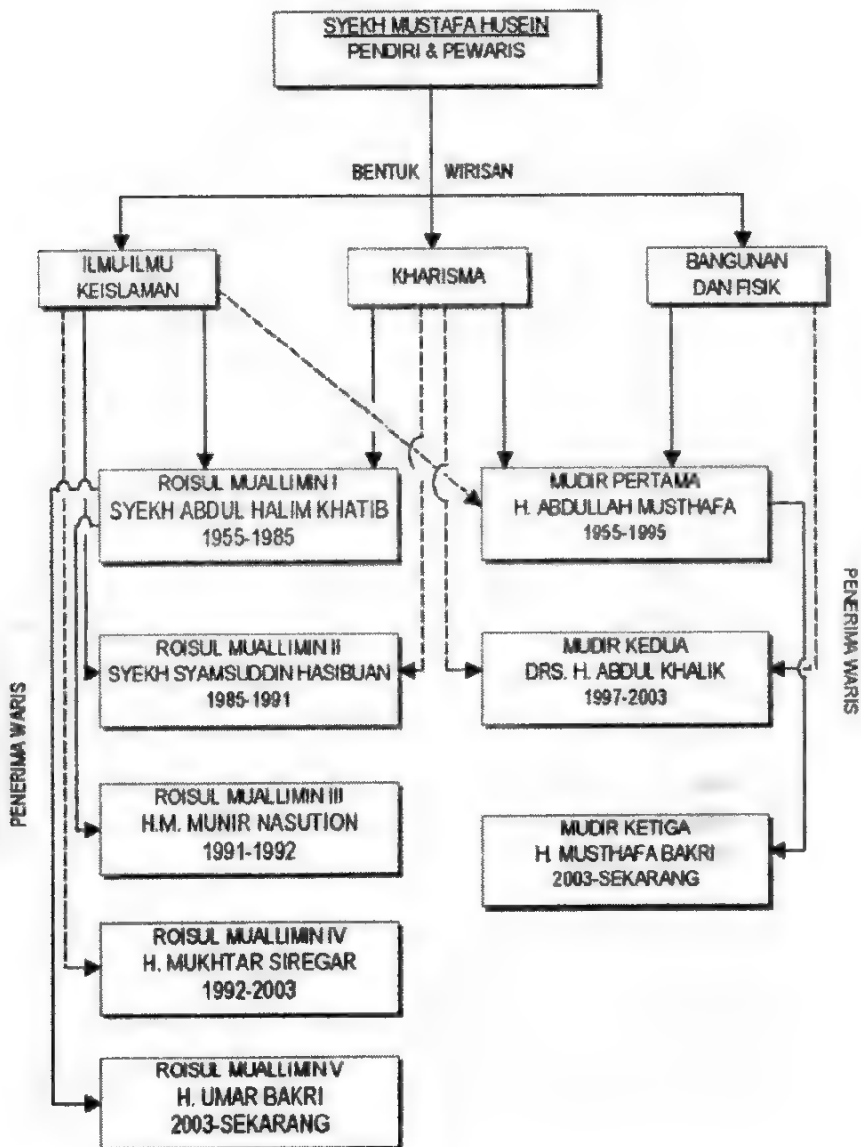 SYEKH MUSTAFA HUSEIN
PENDIRI & PEWARIS
BENTUK WIRISAN
ILMU-ILMU
KEISLAMAN
KHARISMA
BANGUNAN
DAN FISIK
ROISUL MUALLIMIN I
SYEKH ABDUL HALIM KHATIB
1955-1985
MUDIR PERTAMA
H. ABDULLAH MUSTHAFA
1955-1995
ROISUL MUALLIMIN II
SYEKH SYAMSUDDIN HASIBUAN
1985-1991
MUDIR KEDUA
DRS. H. ABDUL KHALIK
1997-2003
ROISUL MUALLIMIN III
H.M. MUNIR NASUTION
1991-1992
MUDIR KETIGA
H. MUSTHAFA BAKRI
2003-SEKARANG
ROISUL MUALLIMIN IV
H. MUKHTAR SIREGAR
1992-2003
ROISUL MUALLIMIN V
H. UMAR BAKRI
2003-SEKARANG
PENERIMA WARIS
PENERIMA WARIS